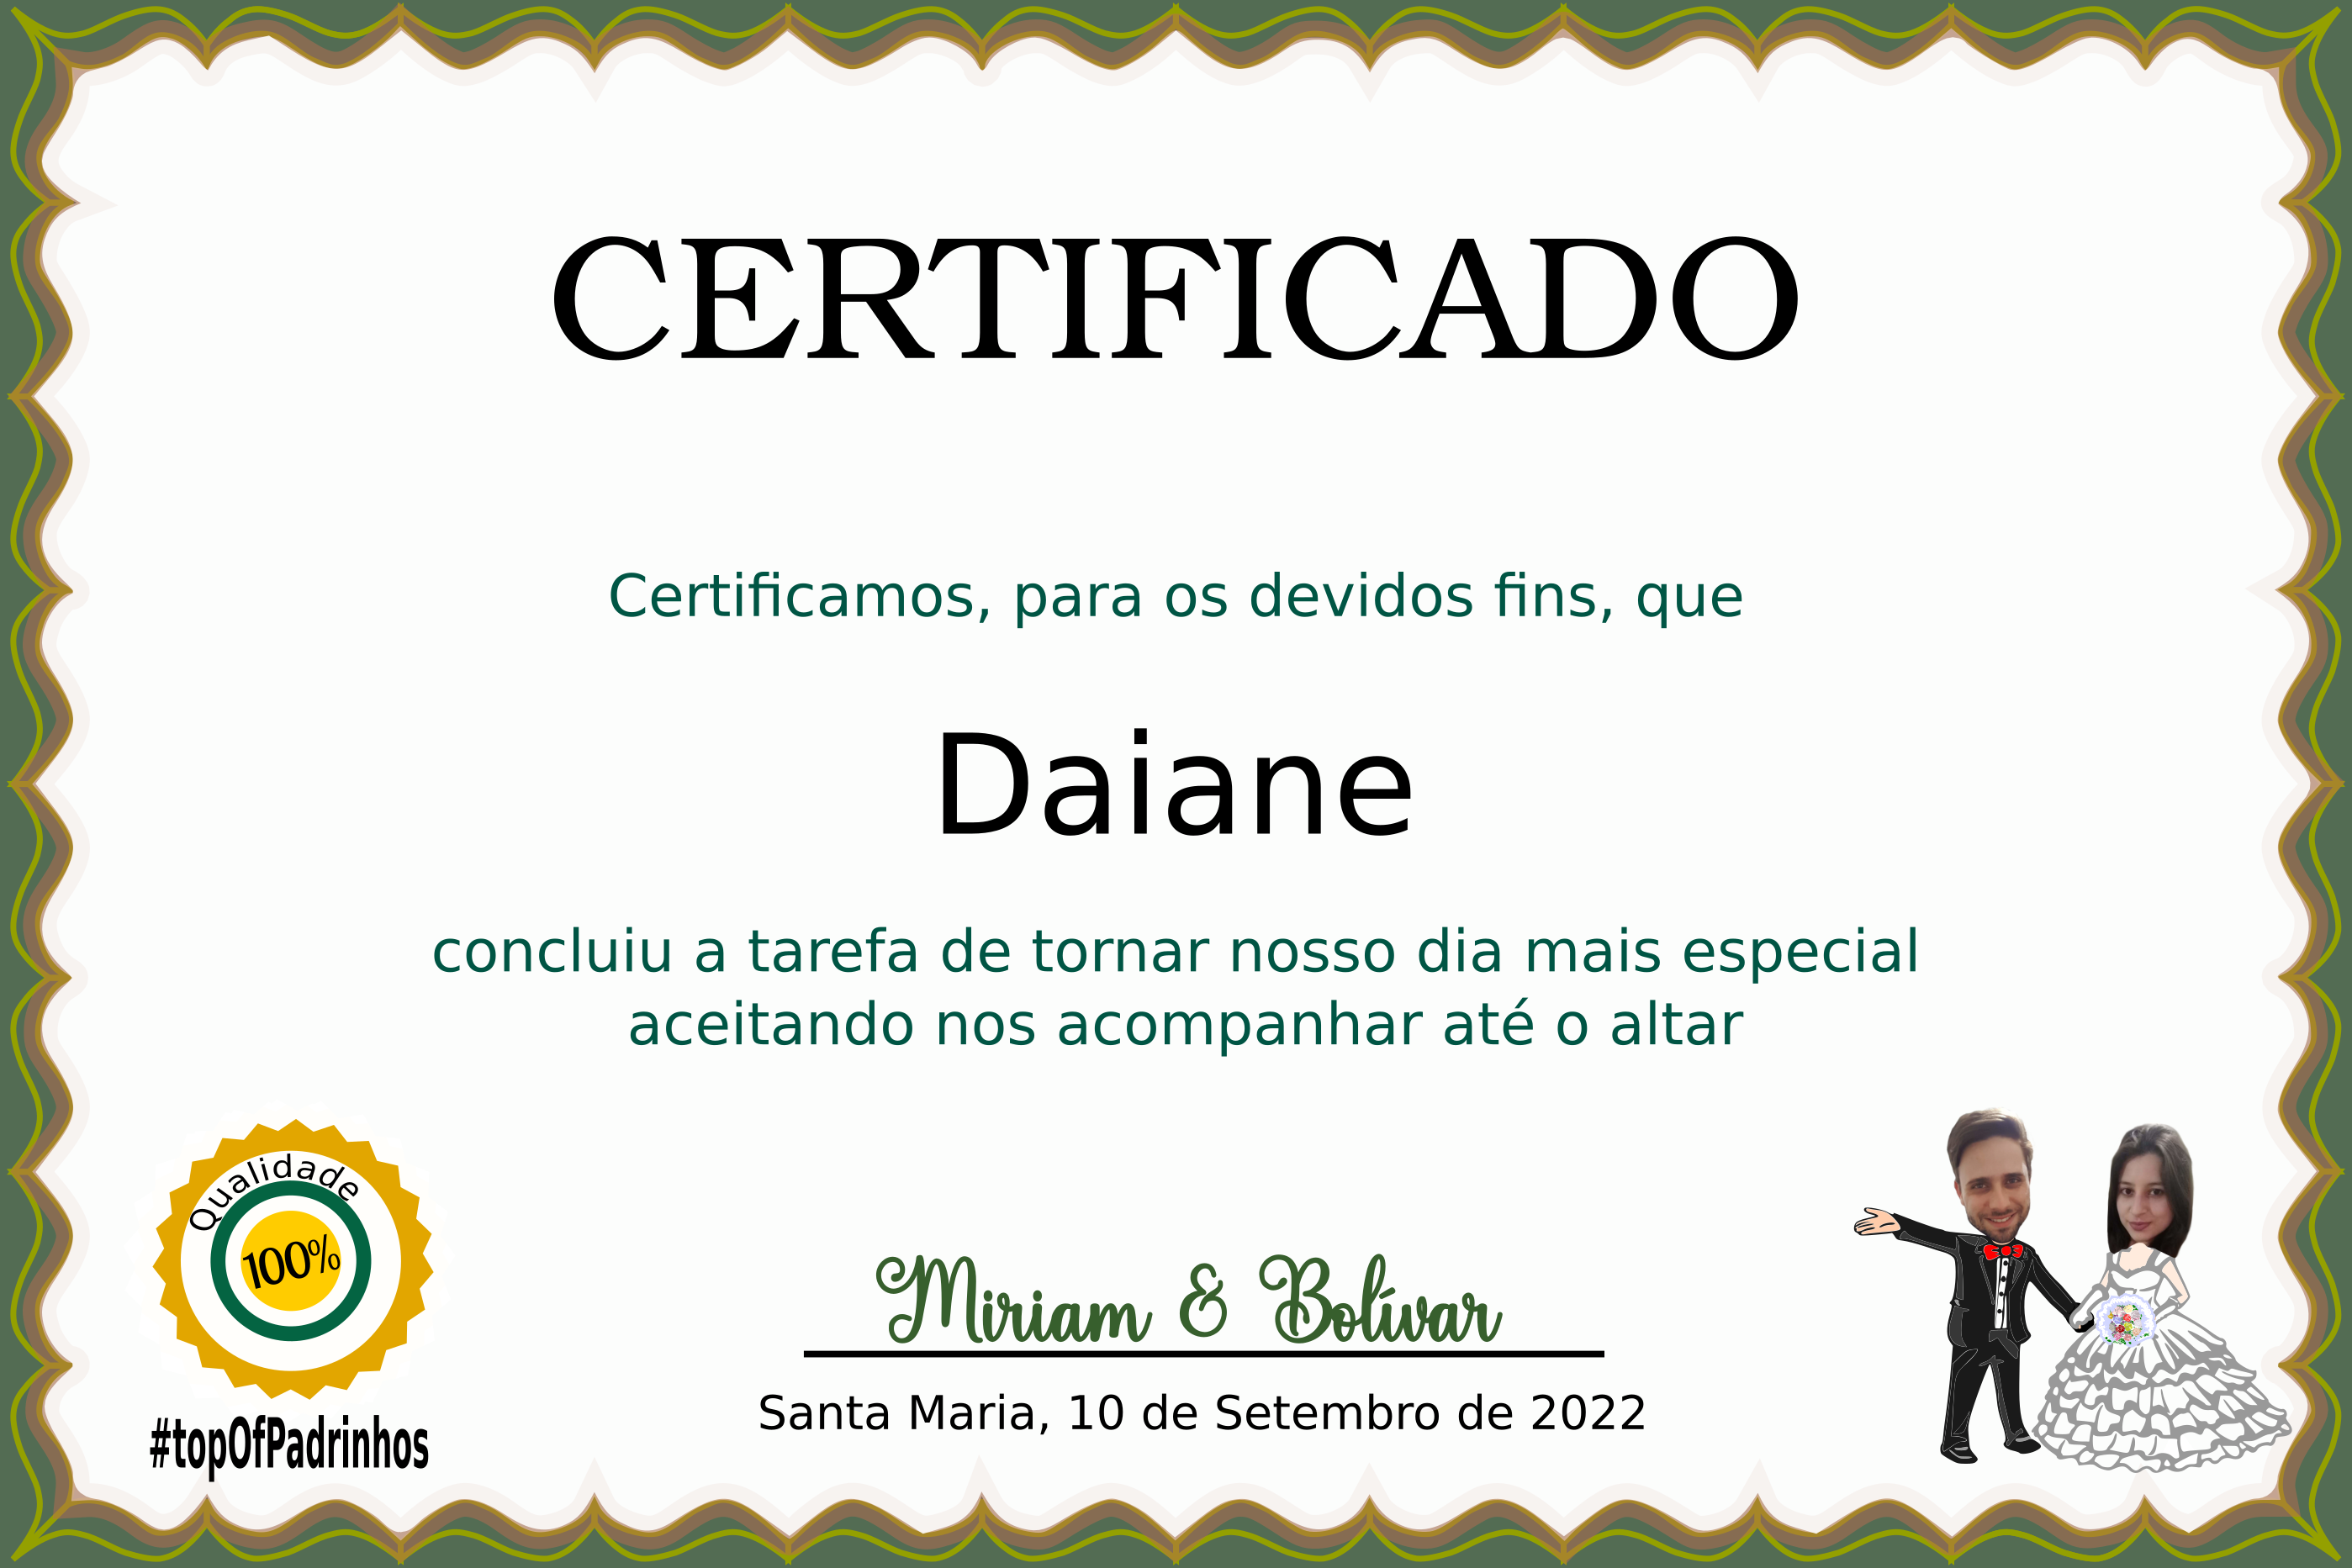 CERTIFICADO
Certificamos, para os devidos fins, que
Daiane
concluiu a tarefa de tornar nosso dia mais especial
aceitando nos acompanhar até o altar
Qualidade
100%
#topOfPadrinhos
Miriam & Bolívar
Santa Maria, 10 de Setembro de 2022